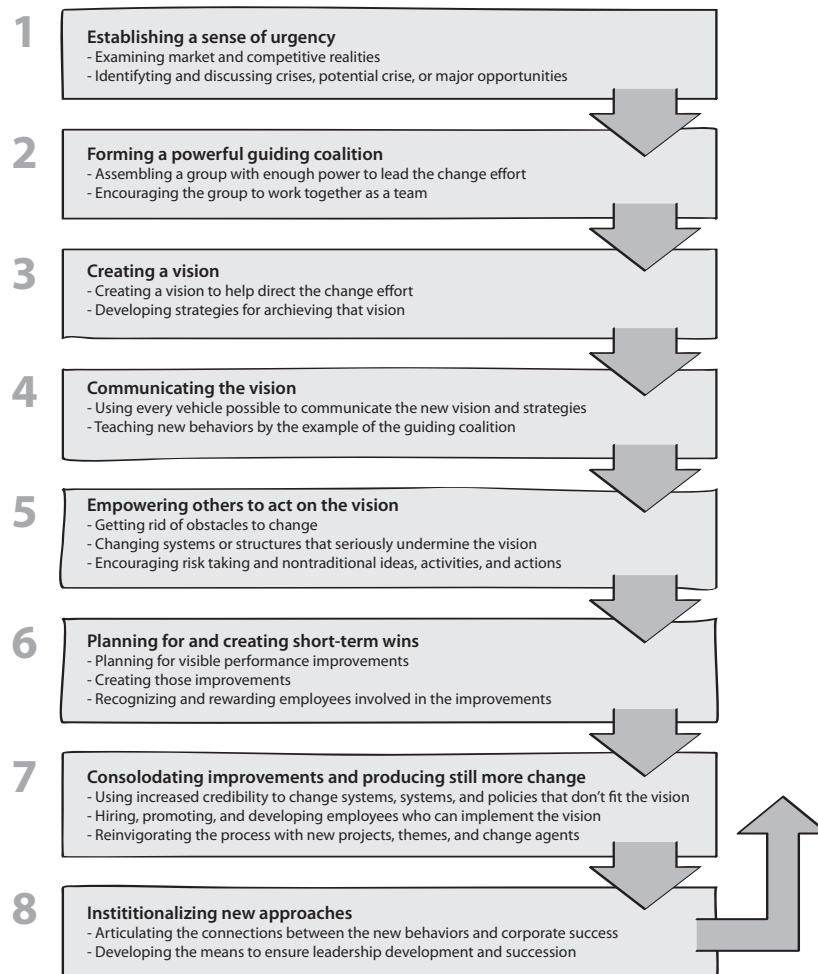 1
Establishing a sense of urgency
- Examining market and competitive realities
- Identifyting and discussing crises, potential crise, or major opportunities
2
Forming a powerful guiding coalition
- Assembling a group with enough power to lead the change effort
- Encouraging the group to work together as a team
3
Creating a vision
- Creating a vision to help direct the change effort
- Developing strategies for archieving that vision
4
Communicating the vision
- Using every vehicle possible to communicate the new vision and strategies
- Teaching new behaviors by the example of the guiding coalition
5
Empowering others to act on the vision
- Getting rid of obstacles to change
- Changing systems or structures that seriously undermine the vision
- Encouraging risk taking and nontraditional ideas, activities, and actions
6
Planning for and creating short-term wins
- Planning for visible performance improvements
- Creating those improvements
- Recognizing and rewarding employees involved in the improvements
7
Consolodating improvements and producing still more change
- Using increased credibility to change systems, systems, and policies that don't fit the vision
- Hiring, promoting, and developing employees who can implement the vision
- Reinvigorating the process with new projects, themes, and change agents
8
Instititionalizing new approaches
- Articulating the connections between the new behaviors and corporate success
- Developing the means to ensure leadership development and succession